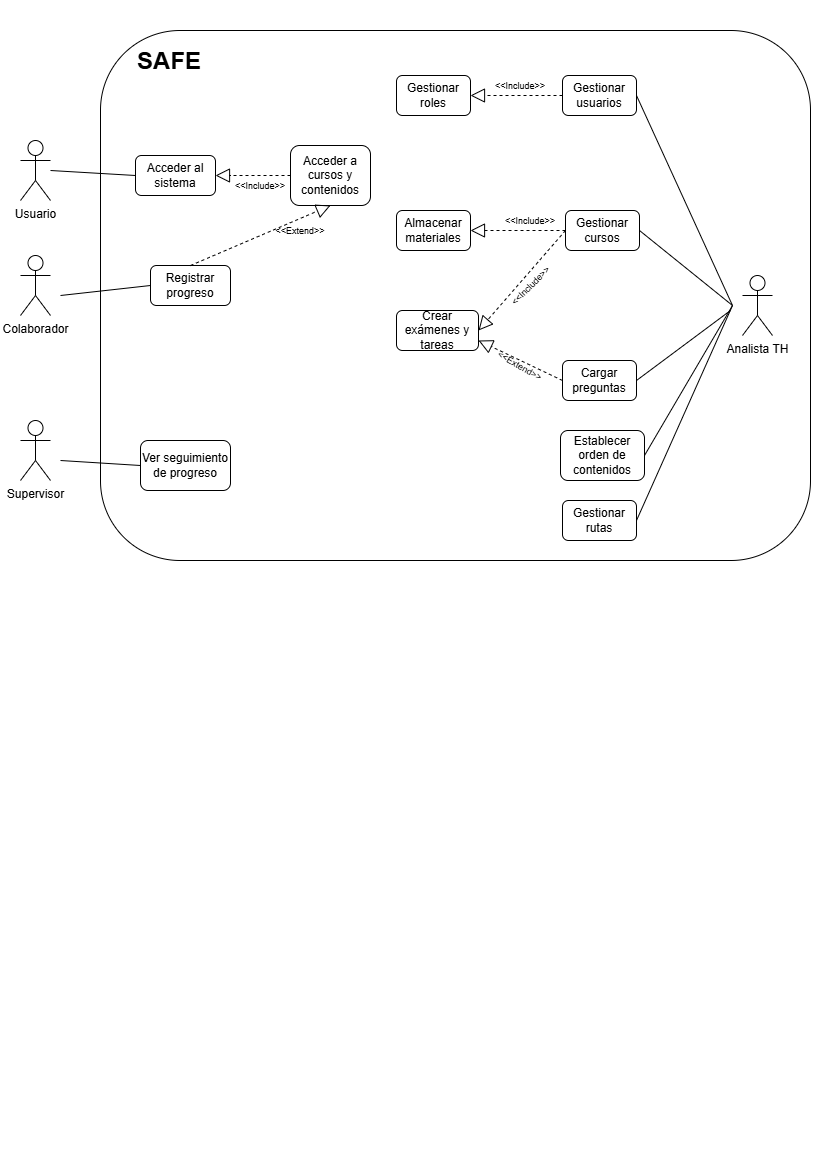 SAFE
Gestionar
roles
<<Include>>
Gestionar
usuarios
Usuario
Acceder al
sistema
<<Include>>
Acceder a
cursos y
contenidos
<<Extend>>
Almacenar
materiales
<<Include>>
Gestionar
cursos
Colaborador
Registrar
progreso
<<Include>>
Crear
exámenes y
tareas
<<Extend>>
Cargar
preguntas
Analista TH
Supervisor
Ver seguimiento
de progreso
Establecer
orden de
contenidos
Gestionar
rutas